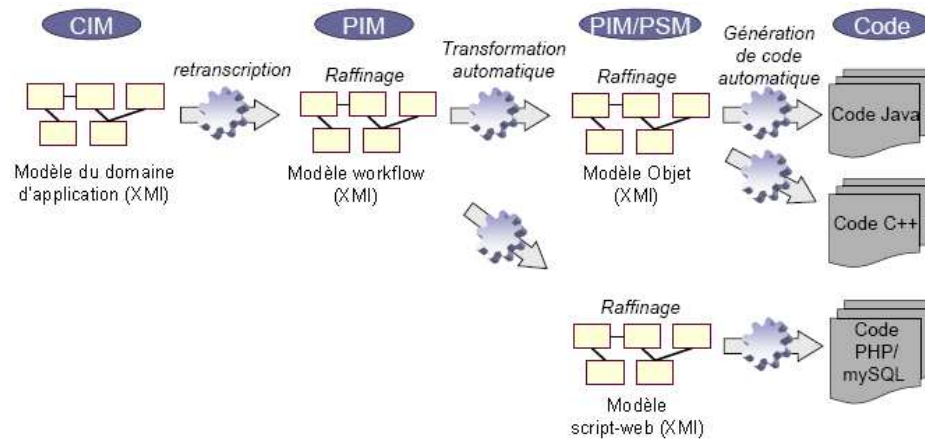 CIM
PIM
PIM/PSM
Code
retranscription
Raffinage
Transformation
automatique
Raffinage
Génération
de code
automatique
Code Java
Modèle du domaine
d'application (XMI)
Modèle workflow
(XMI)
Modèle Objet
(XMI)
Code C++
Raffinage
Code
PHP/
mySQL
Modèle
script-web (XMI)